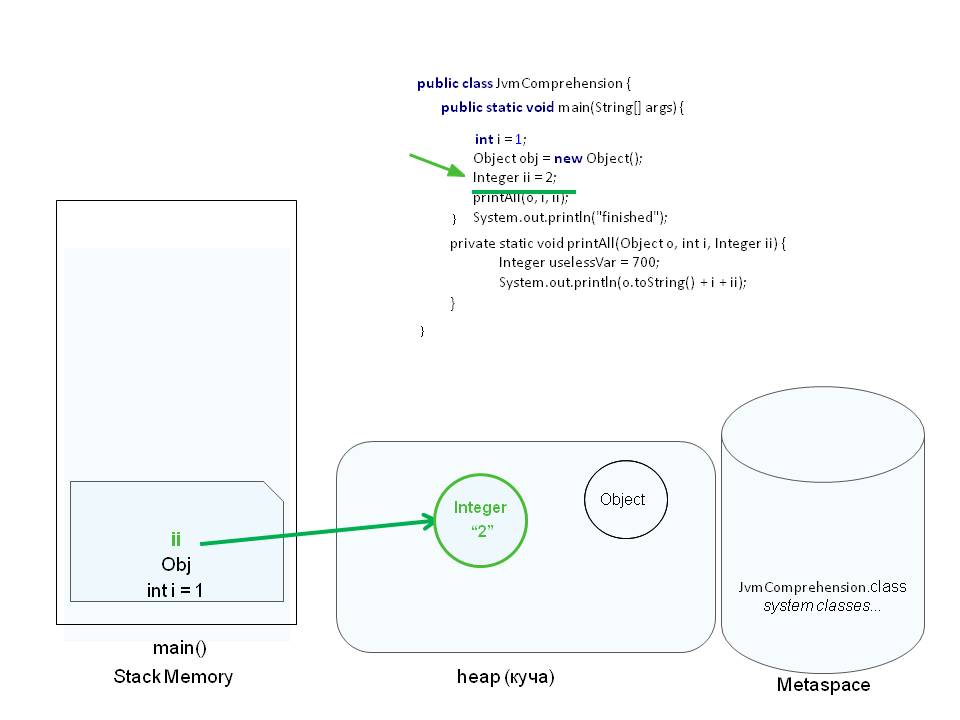 public class JvmComprehension {
public static void main(String[] args) {
int i = 1;
Object obj = new Object();
Integer ii = 2;
printAll(o, i, ii);
} System.out.println("finished");
private static void printAll(Object o, int i, Integer ii) {
Integer uselessVar = 700;
System.out.println(o.toString() + i + ii);
}
}
ii
Obj
int i = 1
main()
Stack Memory
Integer
“2”
Object
heap (куча)
JvmComprehension.class
system classes...
Metaspace